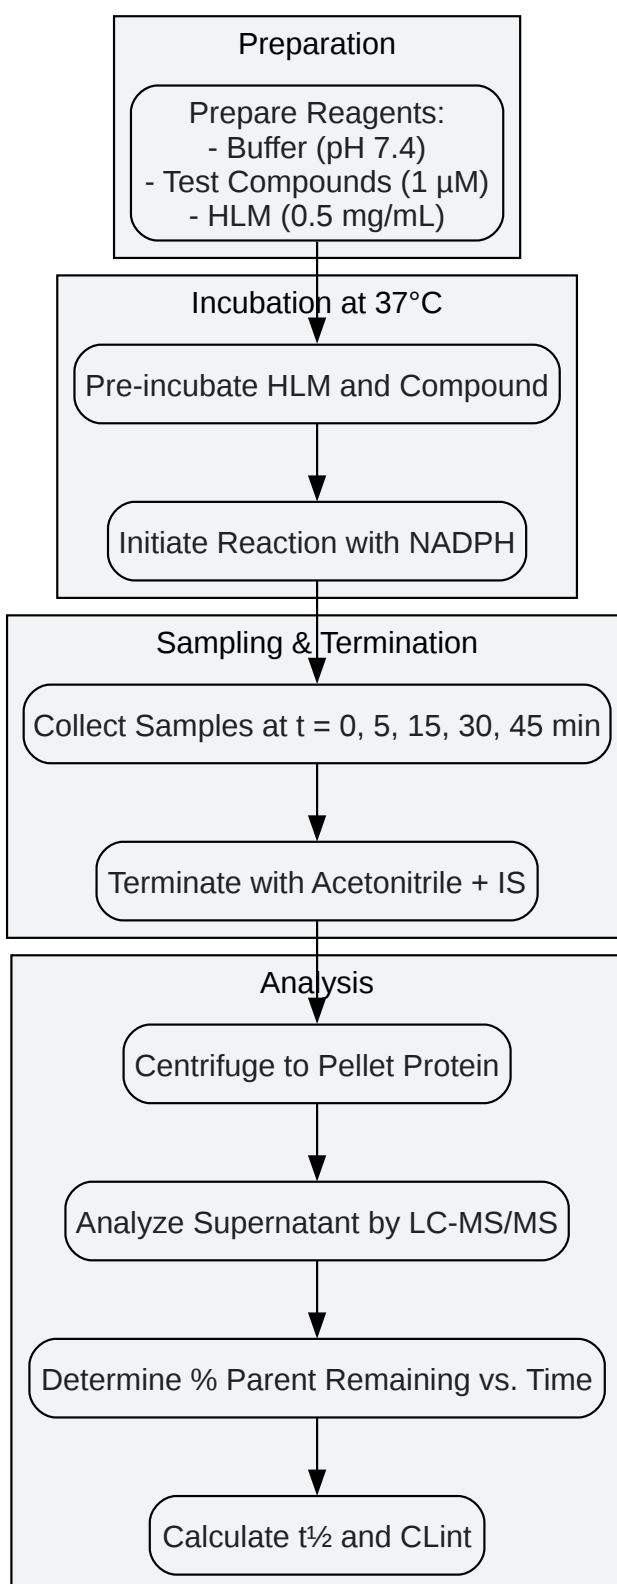 Preparation
Prepare Reagents:
- Buffer (pH 7.4)
- Test Compounds (1 µM)
- HLM (0.5 mg/mL)
Incubation at 37°C
Pre-incubate HLM and Compound
Initiate Reaction with NADPH
Sampling & Termination
Collect Samples at t = 0, 5, 15, 30, 45 min
Terminate with Acetonitrile + IS
Analysis
Centrifuge to Pellet Protein
Analyze Supernatant by LC-MS/MS
Determine % Parent Remaining vs. Time
Calculate t½ and CLint